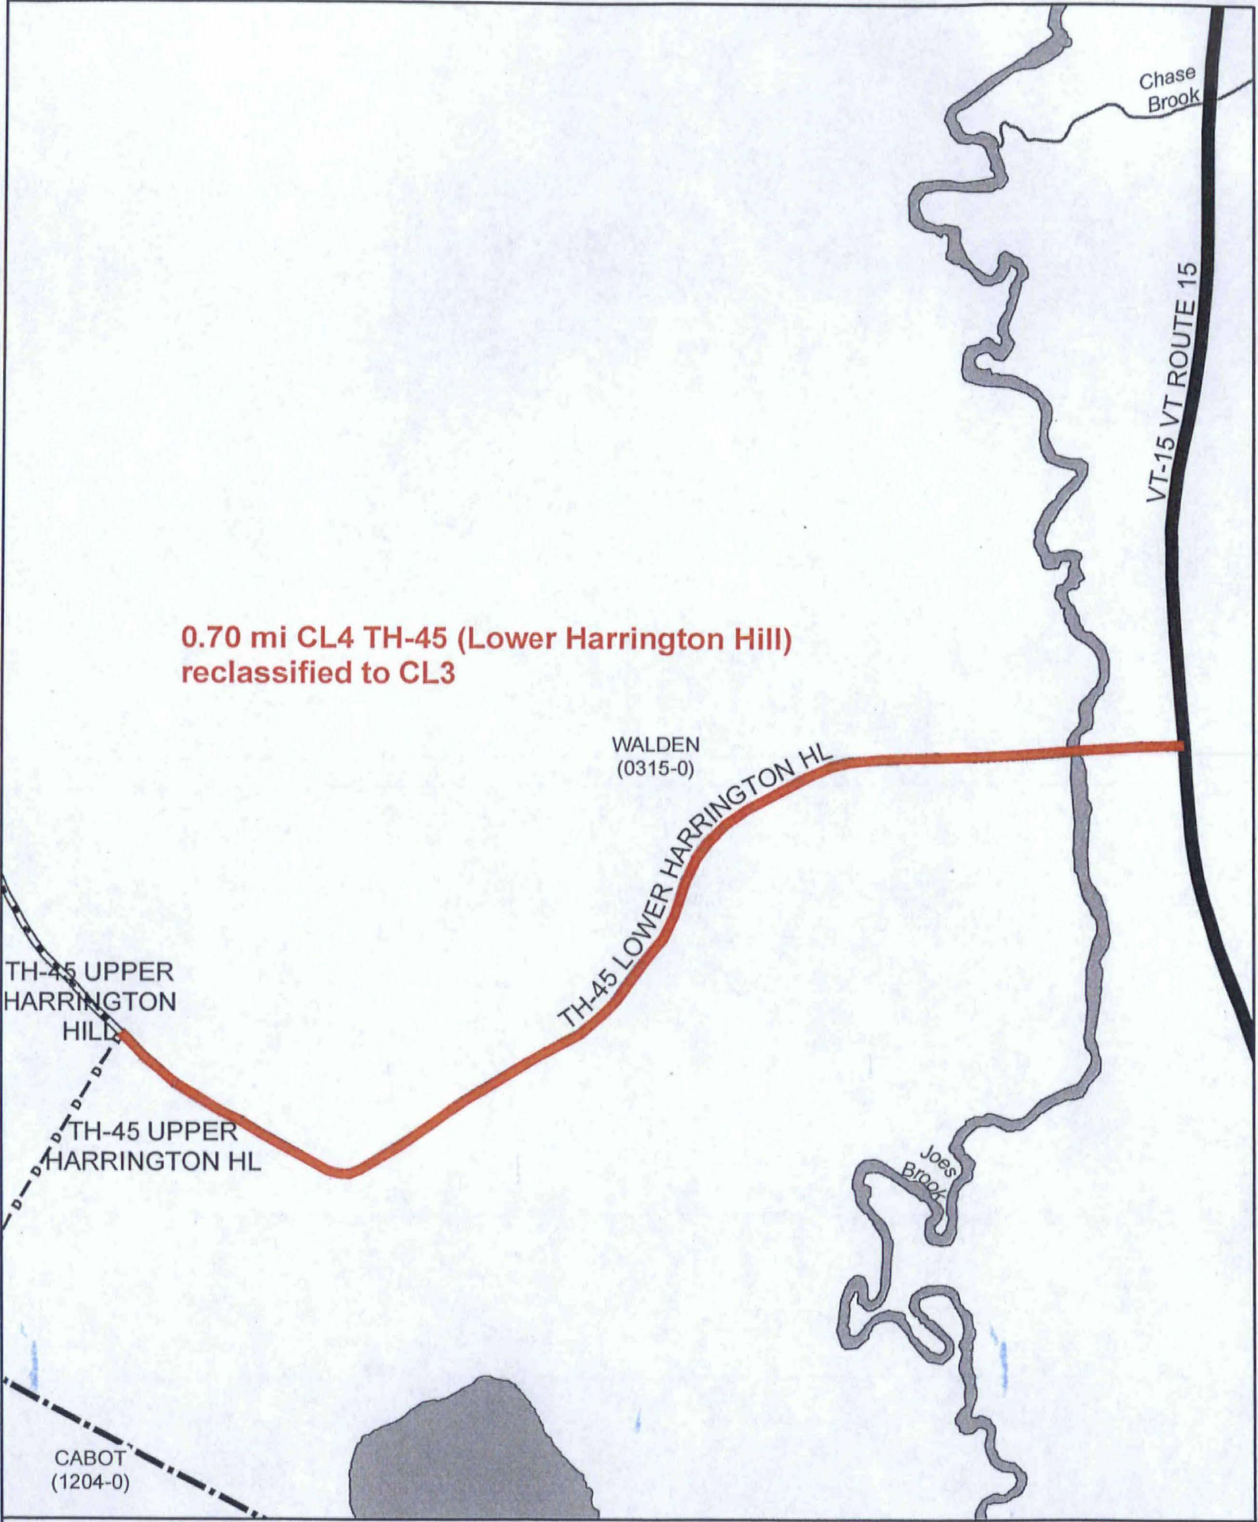 Chase
Brook
VT-15 VT ROUTE 15
0.70 mi CL4 TH-45 (Lower Harrington Hill)
reclassified to CL3
WALDEN
(0315-0)
TH-45 LOWER HARRINGTON HL
TH-45 UPPER
HARRINGTON
HILL
D
D
D
D
D
TH-45 UPPER
HARRINGTON HL
Joes
Brook
CABOT
(1204-0)